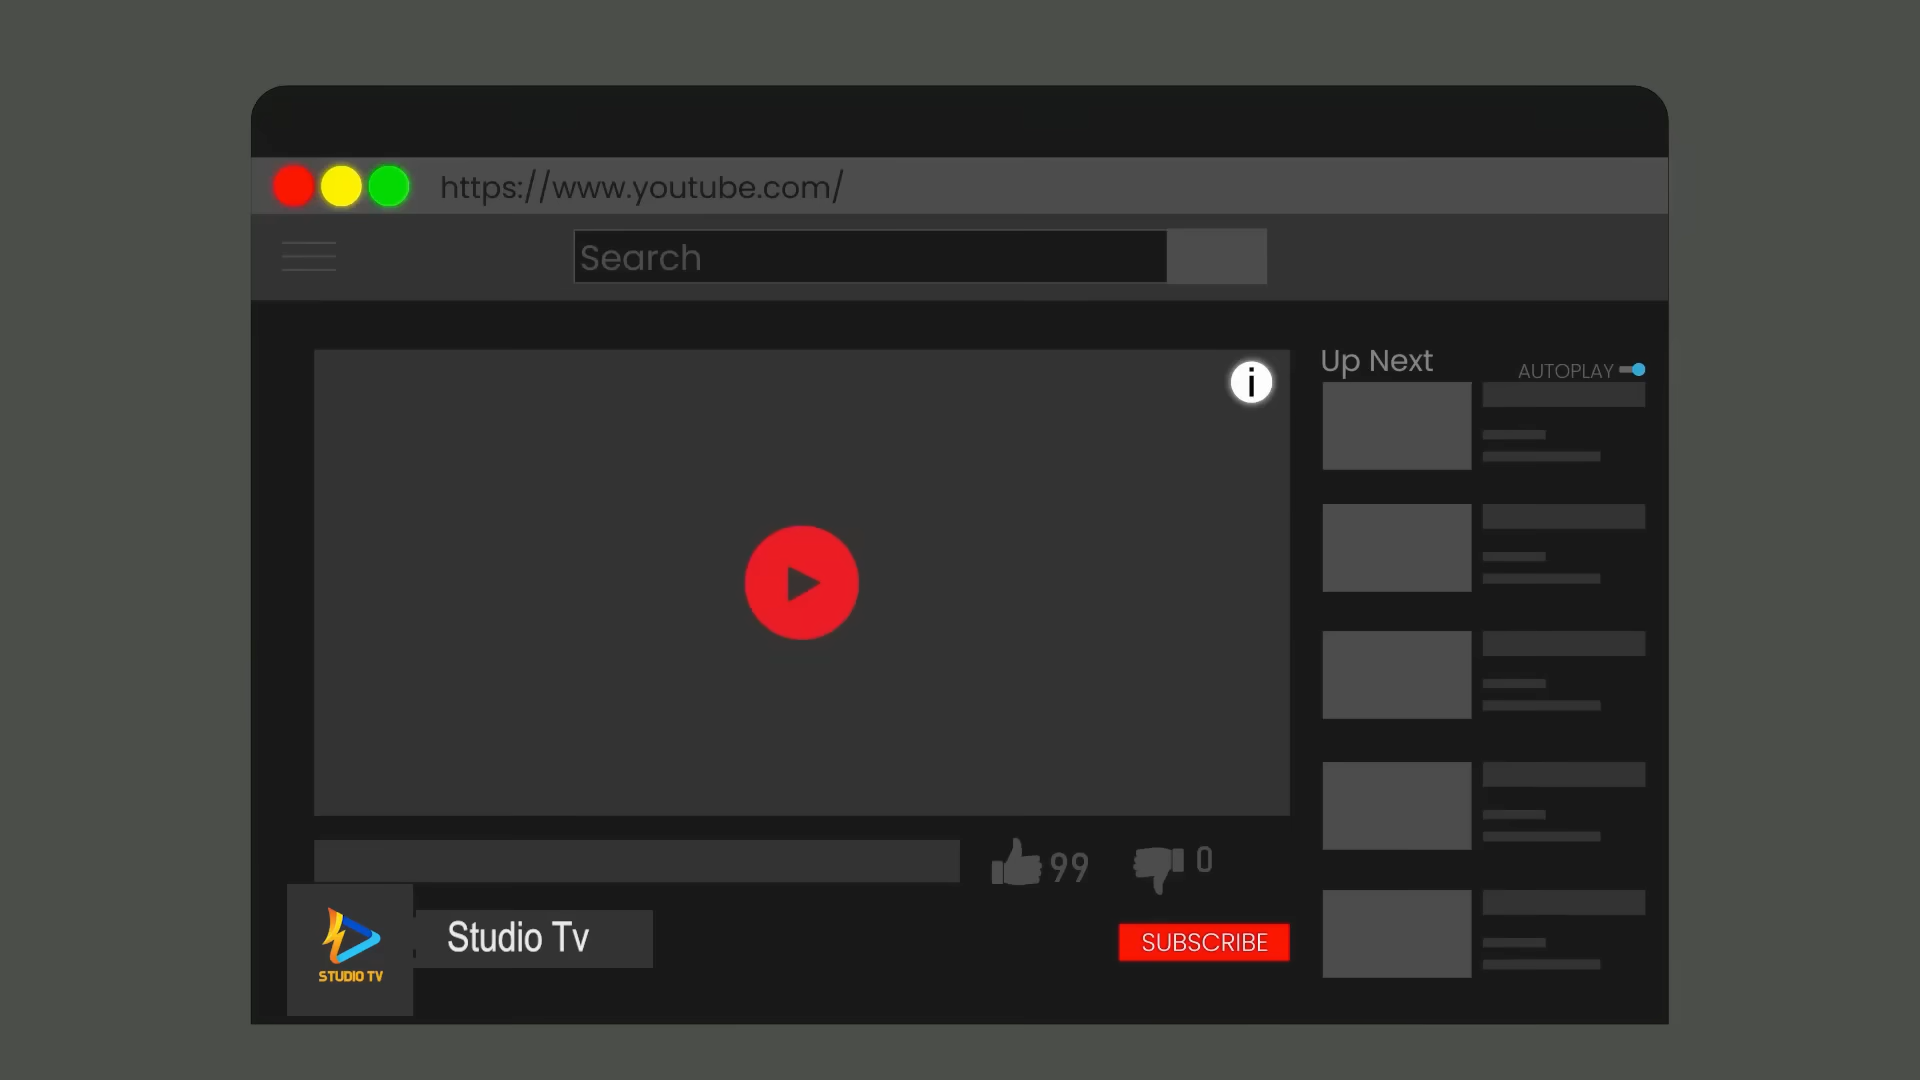 https://www.youtube.com/
Search
i
Up Next
AUTOPLAY
99
0
Studio Tv
STUDIO TV
SUBSCRIBE